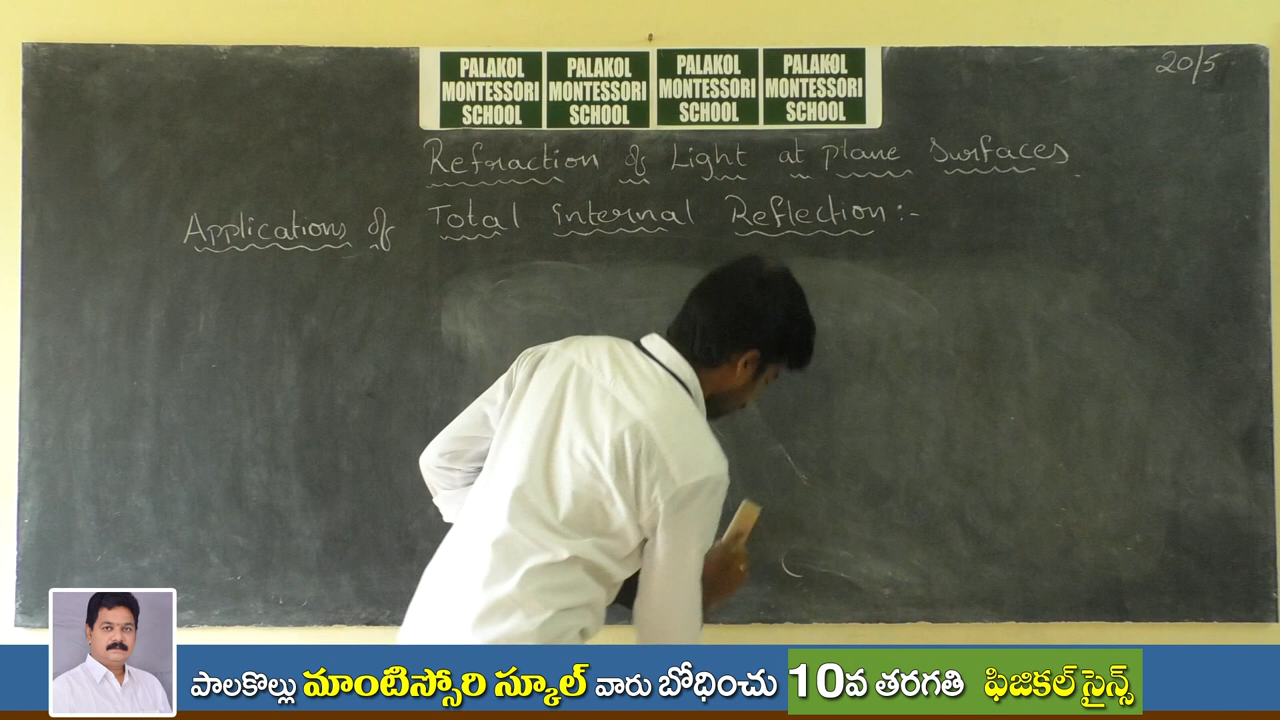 PALAKOL MONTESSORI SCHOOL
PALAKOL MONTESSORI SCHOOL
PALAKOL MONTESSORI SCHOOL
PALAKOL MONTESSORI SCHOOL
20/5
Refraction of Light at plane Surfaces
Applications of Total internal Reflection:-
పాలకొల్లు మాంటిస్సోరి స్కూల్ వారు బోధించు 10వ తరగతి ఫిజికల్ సైన్స్